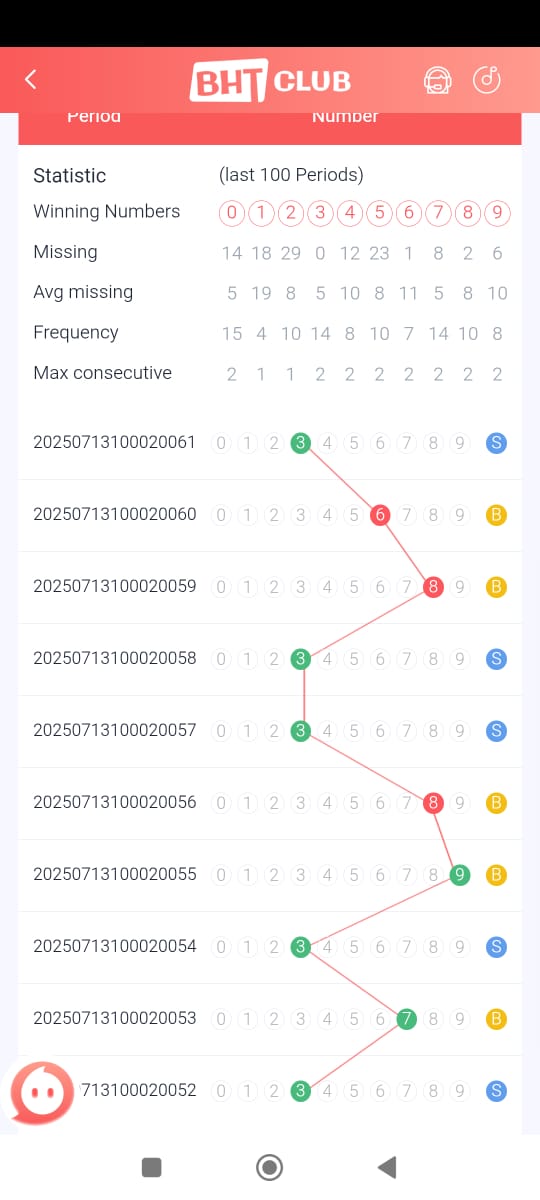 BHT CLUB
Period Number
Statistic (last 100 Periods)
Winning Numbers 0 1 2 3 4 5 6 7 8 9
Missing 14 18 29 0 12 23 1 8 2 6
Avg missing 5 19 8 5 10 8 11 5 8 10
Frequency 15 4 10 14 8 10 7 14 10 8
Max consecutive 2 1 1 2 2 2 2 2 2 2
20250713100020061 0 1 2 3 4 5 6 7 8 9 S
20250713100020060 0 1 2 3 4 5 6 7 8 9 B
20250713100020059 0 1 2 3 4 5 6 7 8 9 B
20250713100020058 0 1 2 3 4 5 6 7 8 9 S
20250713100020057 0 1 2 3 4 5 6 7 8 9 S
20250713100020056 0 1 2 3 4 5 6 7 8 9 B
20250713100020055 0 1 2 3 4 5 6 7 8 9 B
20250713100020054 0 1 2 3 4 5 6 7 8 9 S
20250713100020053 0 1 2 3 4 5 6 7 8 9 B
713100020052 0 1 2 3 4 5 6 7 8 9 S